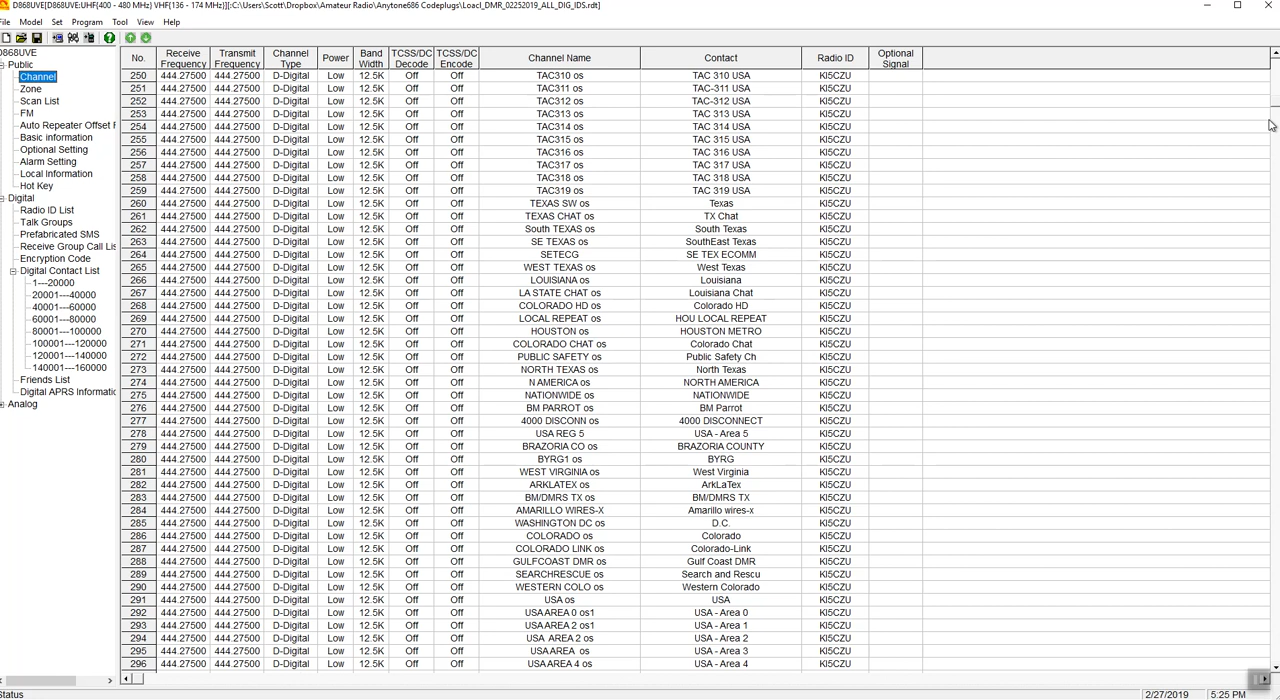 D868UVE[D868UVE:UHF(400 - 480 MHz) VHF(136 - 174 MHz)][:C:\Users\Scott\Dropbox\Amateur Radio\Anytone686 Codeplugs\Loacl_DMR_02252019_ALL_DIG_IDS.rdt]
File Model Set Program Tool View Help
D868UVE
Public
Channel
Zone
Scan List
FM
Auto Repeater Offset F
Basic information
Optional Setting
Alarm Setting
Local Information
Hot Key
Digital
Radio ID List
Talk Groups
Prefabricated SMS
Receive Group Call Lis
Encryption Code
Digital Contact List
1---20000
20001---40000
40001---60000
60001---80000
80001---100000
100001---120000
120001---140000
140001---160000
Friends List
Digital APRS Informatic
Analog
No. Receive Frequency Transmit Frequency Channel Type Power Band Width TCSS/DC Decode TCSS/DC Encode Channel Name Contact Radio ID Optional Signal
250 444.27500 444.27500 D-Digital Low 12.5K Off Off TAC310 os TAC 310 USA KI5CZU
251 444.27500 444.27500 D-Digital Low 12.5K Off Off TAC311 os TAC-311 USA KI5CZU
252 444.27500 444.27500 D-Digital Low 12.5K Off Off TAC312 os TAC-312 USA KI5CZU
253 444.27500 444.27500 D-Digital Low 12.5K Off Off TAC313 os TAC 313 USA KI5CZU
254 444.27500 444.27500 D-Digital Low 12.5K Off Off TAC314 os TAC 314 USA KI5CZU
255 444.27500 444.27500 D-Digital Low 12.5K Off Off TAC315 os TAC 315 USA KI5CZU
256 444.27500 444.27500 D-Digital Low 12.5K Off Off TAC316 os TAC 316 USA KI5CZU
257 444.27500 444.27500 D-Digital Low 12.5K Off Off TAC317 os TAC 317 USA KI5CZU
258 444.27500 444.27500 D-Digital Low 12.5K Off Off TAC318 os TAC 318 USA KI5CZU
259 444.27500 444.27500 D-Digital Low 12.5K Off Off TAC319 os TAC 319 USA KI5CZU
260 444.27500 444.27500 D-Digital Low 12.5K Off Off TEXAS SW os Texas KI5CZU
261 444.27500 444.27500 D-Digital Low 12.5K Off Off TEXAS CHAT os TX Chat KI5CZU
262 444.27500 444.27500 D-Digital Low 12.5K Off Off South TEXAS os South Texas KI5CZU
263 444.27500 444.27500 D-Digital Low 12.5K Off Off SE TEXAS os SouthEast Texas KI5CZU
264 444.27500 444.27500 D-Digital Low 12.5K Off Off SETECG SE TEX ECOMM KI5CZU
265 444.27500 444.27500 D-Digital Low 12.5K Off Off WEST TEXAS os West Texas KI5CZU
266 444.27500 444.27500 D-Digital Low 12.5K Off Off LOUISIANA os Louisiana KI5CZU
267 444.27500 444.27500 D-Digital Low 12.5K Off Off LA STATE CHAT os Louisiana Chat KI5CZU
268 444.27500 444.27500 D-Digital Low 12.5K Off Off COLORADO HD os Colorado HD KI5CZU
269 444.27500 444.27500 D-Digital Low 12.5K Off Off LOCAL REPEAT os HOU LOCAL REPEAT KI5CZU
270 444.27500 444.27500 D-Digital Low 12.5K Off Off HOUSTON os HOUSTON METRO KI5CZU
271 444.27500 444.27500 D-Digital Low 12.5K Off Off COLORADO CHAT os Colorado Chat KI5CZU
272 444.27500 444.27500 D-Digital Low 12.5K Off Off PUBLIC SAFETY os Public Safety Ch KI5CZU
273 444.27500 444.27500 D-Digital Low 12.5K Off Off NORTH TEXAS os North Texas KI5CZU
274 444.27500 444.27500 D-Digital Low 12.5K Off Off N AMERICA os NORTH AMERICA KI5CZU
275 444.27500 444.27500 D-Digital Low 12.5K Off Off NATIONWIDE os NATIONWIDE KI5CZU
276 444.27500 444.27500 D-Digital Low 12.5K Off Off BM PARROT os BM Parrot KI5CZU
277 444.27500 444.27500 D-Digital Low 12.5K Off Off 4000 DISCONN os 4000 DISCONNECT KI5CZU
278 444.27500 444.27500 D-Digital Low 12.5K Off Off USA REG 5 USA - Area 5 KI5CZU
279 444.27500 444.27500 D-Digital Low 12.5K Off Off BRAZORIA CO os BRAZORIA COUNTY KI5CZU
280 444.27500 444.27500 D-Digital Low 12.5K Off Off BYRG1 os BYRG KI5CZU
281 444.27500 444.27500 D-Digital Low 12.5K Off Off WEST VIRGINIA os West Virginia KI5CZU
282 444.27500 444.27500 D-Digital Low 12.5K Off Off ARKLATEX os ArkLaTex KI5CZU
283 444.27500 444.27500 D-Digital Low 12.5K Off Off BM/DMRS TX os BM/DMRS TX KI5CZU
284 444.27500 444.27500 D-Digital Low 12.5K Off Off AMARILLO WIRES-X Amarillo wires-x KI5CZU
285 444.27500 444.27500 D-Digital Low 12.5K Off Off WASHINGTON DC os D.C. KI5CZU
286 444.27500 444.27500 D-Digital Low 12.5K Off Off COLORADO os Colorado KI5CZU
287 444.27500 444.27500 D-Digital Low 12.5K Off Off COLORADO LINK os Colorado-Link KI5CZU
288 444.27500 444.27500 D-Digital Low 12.5K Off Off GULFCOAST DMR os Gulf Coast DMR KI5CZU
289 444.27500 444.27500 D-Digital Low 12.5K Off Off SEARCHRESCUE os Search and Rescu KI5CZU
290 444.27500 444.27500 D-Digital Low 12.5K Off Off WESTERN COLO os Western Colorado KI5CZU
291 444.27500 444.27500 D-Digital Low 12.5K Off Off USA os USA KI5CZU
292 444.27500 444.27500 D-Digital Low 12.5K Off Off USA AREA 0 os1 USA - Area 0 KI5CZU
293 444.27500 444.27500 D-Digital Low 12.5K Off Off USA AREA 2 os1 USA - Area 1 KI5CZU
294 444.27500 444.27500 D-Digital Low 12.5K Off Off USA AREA 2 os USA - Area 2 KI5CZU
295 444.27500 444.27500 D-Digital Low 12.5K Off Off USA AREA os USA - Area 3 KI5CZU
296 444.27500 444.27500 D-Digital Low 12.5K Off Off USA AREA 4 os USA - Area 4 KI5CZU
Status 2/27/2019 5:25 PM